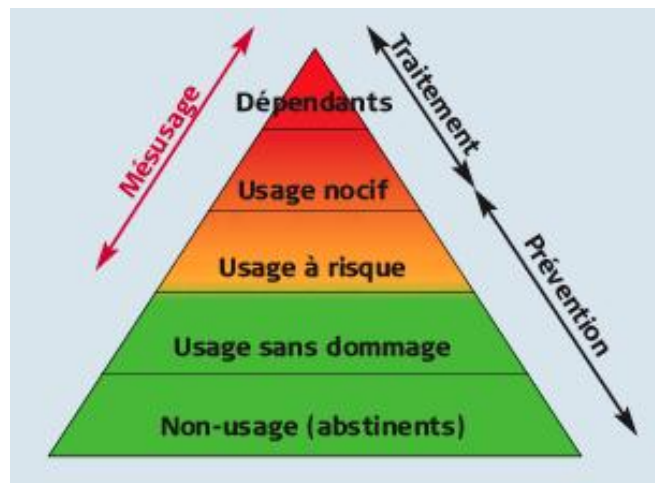 Mésusage
Traitement
Prévention
Dépendants
Usage nocif
Usage à risque
Usage sans dommage
Non-usage (abstinents)